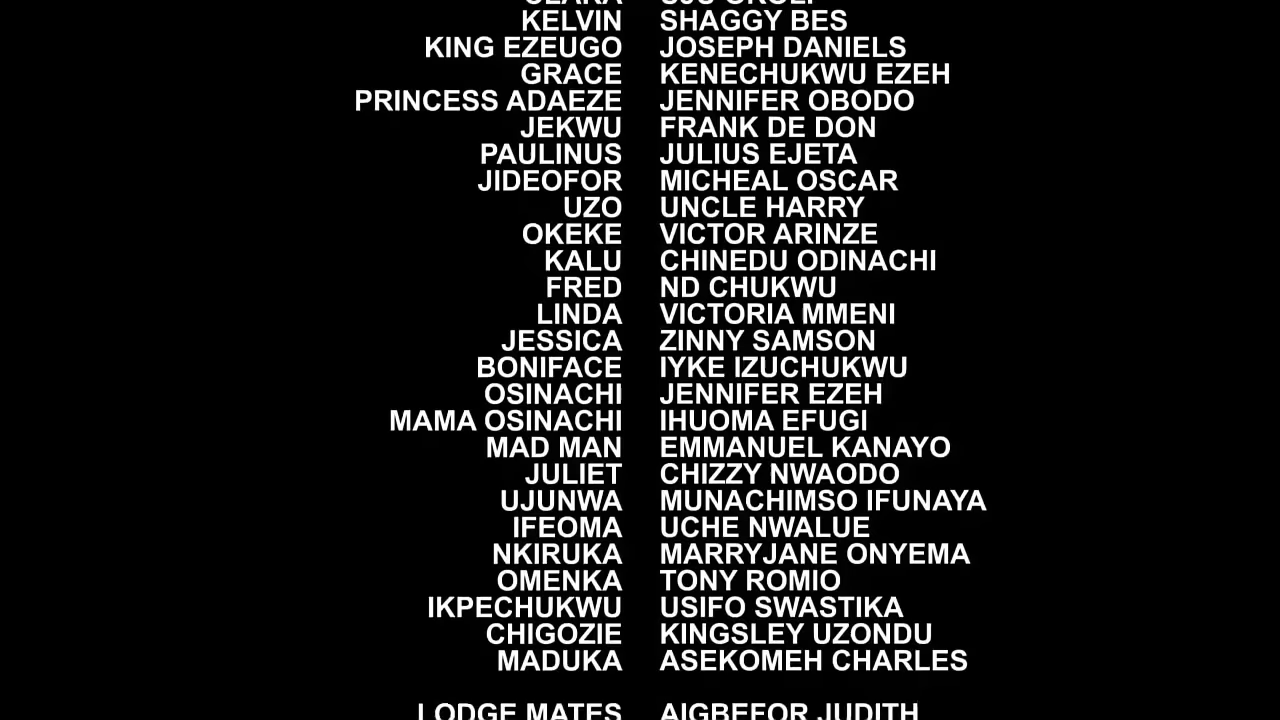 KELVIN SHAGGY BES
KING EZEUGO JOSEPH DANIELS
GRACE KENECHUKWU EZEH
PRINCESS ADAEZE JENNIFER OBODO
JEKWU FRANK DE DON
PAULINUS JULIUS EJETA
JIDEOFOR MICHEAL OSCAR
UZO UNCLE HARRY
OKEKE VICTOR ARINZE
KALU CHINEDU ODINACHI
FRED ND CHUKWU
LINDA VICTORIA MMENI
JESSICA ZINNY SAMSON
BONIFACE IYKE IZUCHUKWU
OSINACHI JENNIFER EZEH
MAMA OSINACHI IHUOMA EFUGI
MAD MAN EMMANUEL KANAYO
JULIET CHIZZY NWAODO
UJUNWA MUNACHIMSO IFUNAYA
IFEOMA UCHE NWALUE
NKIRUKA MARRYJANE ONYEMA
OMENKA TONY ROMIO
IKPECHUKWU USIFO SWASTIKA
CHIGOZIE KINGSLEY UZONDU
MADUKA ASEKOMEH CHARLES
LODGE MATES AIGBEFOR JUDITH